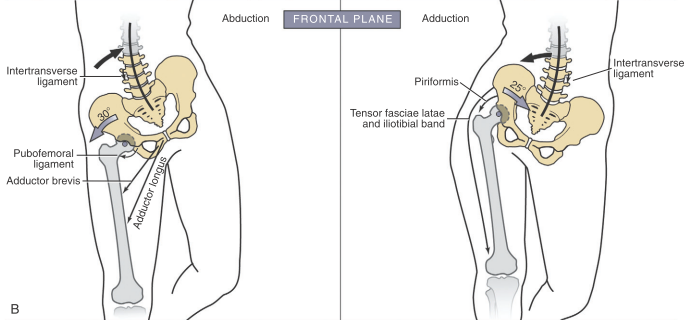 Abduction
FRONTAL PLANE
Adduction
Intertransverse
ligament
30°
Pubofemoral
ligament
Adductor brevis
Adductor longus
Intertransverse
ligament
Piriformis
25°
Tensor fasciae latae
and iliotibial band
B